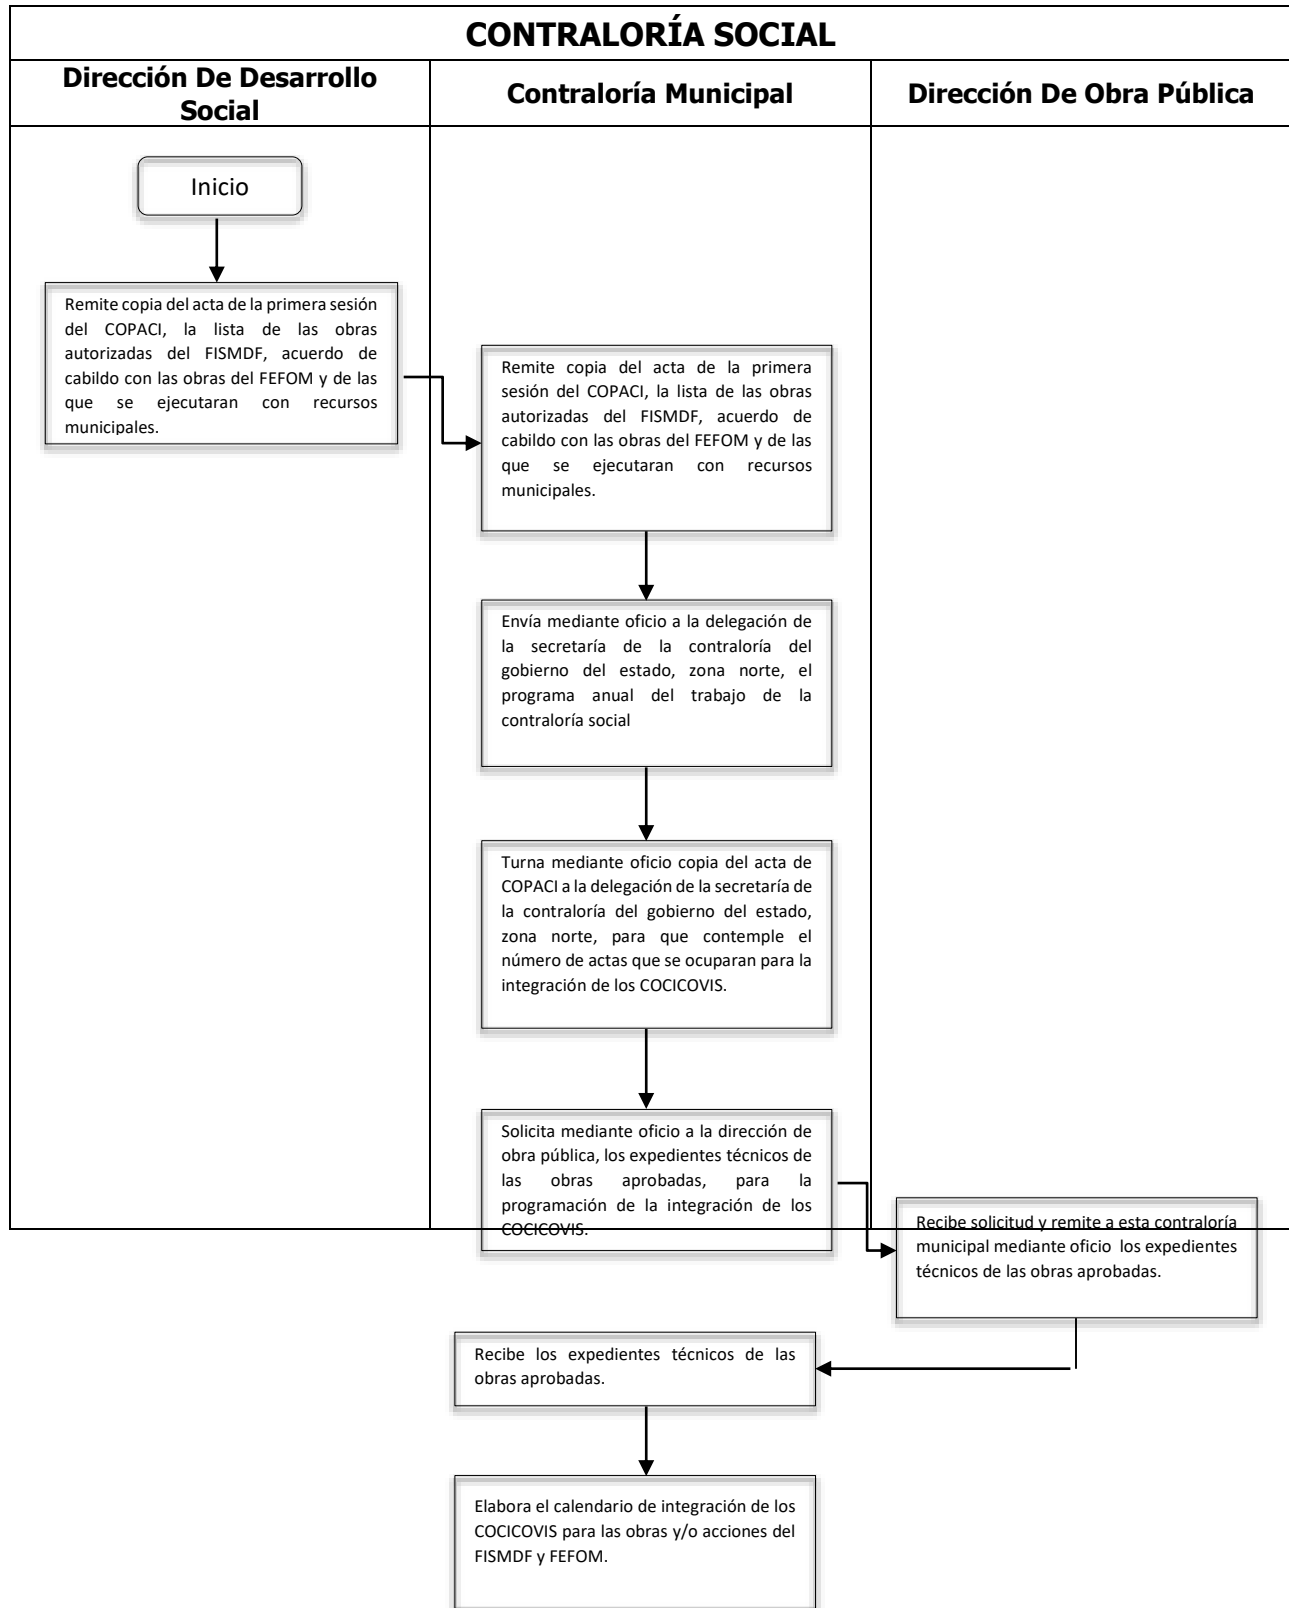 CONTRALORÍA SOCIAL
Dirección De Desarrollo
Social
Contraloría Municipal
Dirección De Obra Pública
Inicio
Remite copia del acta de la primera sesión
del COPACI, la lista de las obras
autorizadas del FISMDF, acuerdo de
cabildo con las obras del FEFOM y de las
que se ejecutaran con recursos
municipales.
Remite copia del acta de la primera
sesión del COPACI, la lista de las obras
autorizadas del FISMDF, acuerdo de
cabildo con las obras del FEFOM y de las
que se ejecutaran con recursos
municipales.
Envía mediante oficio a la delegación de
la secretaría de la contraloría del
gobierno del estado, zona norte, el
programa anual del trabajo de la
contraloría social
Turna mediante oficio copia del acta de
COPACI a la delegación de la secretaría de
la contraloría del gobierno del estado,
zona norte, para que contemple el
número de actas que se ocuparan para la
integración de los COCICOVIS.
Solicita mediante oficio a la dirección de
obra pública, los expedientes técnicos de
las obras aprobadas, para la
programación de la integración de los
COCICOVIS.
Recibe solicitud y remite a esta contraloría
municipal mediante oficio los expedientes
técnicos de las obras aprobadas.
Recibe los expedientes técnicos de las
obras aprobadas.
Elabora el calendario de integración de los
COCICOVIS para las obras y/o acciones del
FISMDF y FEFOM.